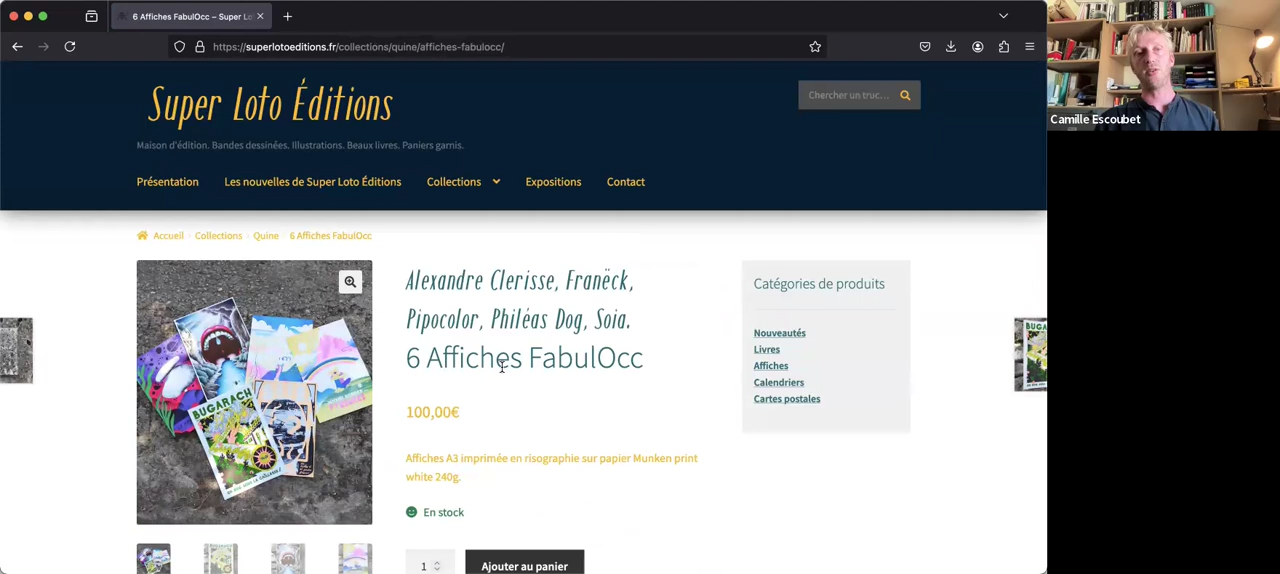 6 Affiches FabulOcc – Super Lo
https://superlotoeditions.fr/collections/quine/affiches-fabulocc/
Super Loto Éditions
Chercher un truc…
Maison d'édition. Bandes dessinées. Illustrations. Beaux livres. Paniers garnis.
Présentation
Les nouvelles de Super Loto Éditions
Collections
Expositions
Contact
Camille Escoubet
Accueil
Collections
Quine
6 Affiches FabulOcc
Alexandre Clerisse, Franëck,
Pipocolor, Philéas Dog, Soia.
6 Affiches FabulOcc
100,00€
Affiches A3 imprimée en risographie sur papier Munken print
white 240g.
En stock
1
Ajouter au panier
Catégories de produits
Nouveautés
Livres
Affiches
Calendriers
Cartes postales
BUGARACH